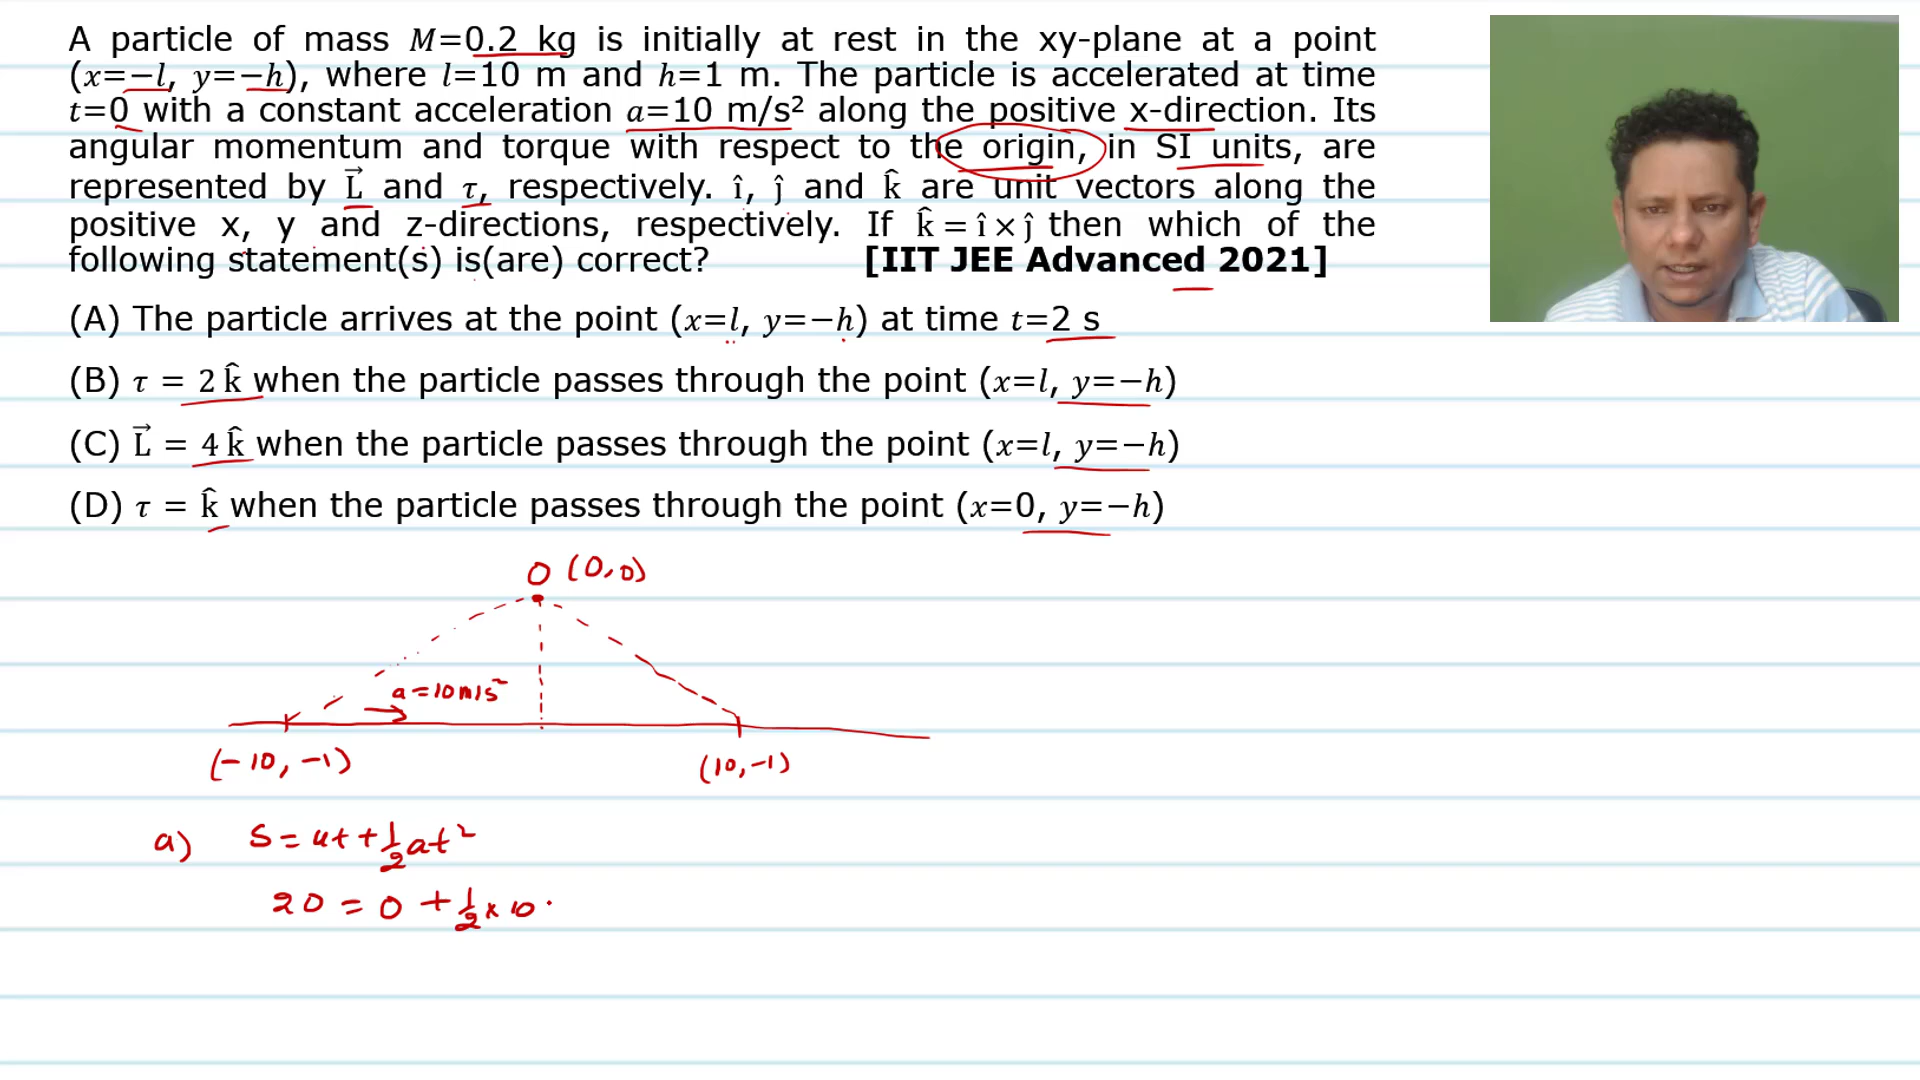 A particle of mass M=0.2 kg is initially at rest in the xy-plane at a point
(x=−l, y=−h), where l=10 m and h=1 m. The particle is accelerated at time
t=0 with a constant acceleration a=10 m/s² along the positive x-direction. Its
angular momentum and torque with respect to the origin, in SI units, are
represented by L⃗ and τ, respectively. î, ĵ and k̂ are unit vectors along the
positive x, y and z-directions, respectively. If k̂ = î × ĵ then which of the
following statement(s) is(are) correct? [IIT JEE Advanced 2021]
(A) The particle arrives at the point (x=l, y=−h) at time t=2 s
(B) τ = 2 k̂ when the particle passes through the point (x=l, y=−h)
(C) L⃗ = 4 k̂ when the particle passes through the point (x=l, y=−h)
(D) τ = k̂ when the particle passes through the point (x=0, y=−h)
O (0,0)
a=10m/s²
(-10, -1)
(10,-1)
a) S = ut + ½at²
20 = 0 + ½ × 10